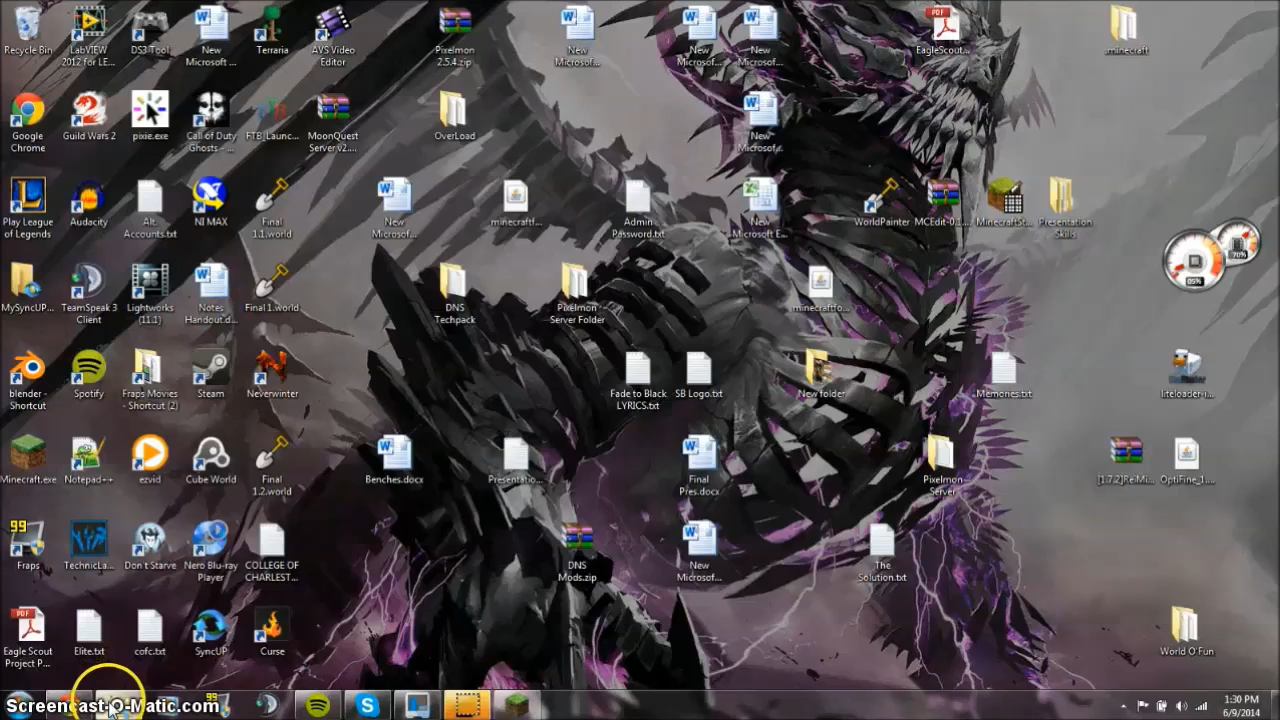 Recycle Bin
LabVIEW
2012 for LE...
DS3 Tool
New
Microsoft ...
Terraria
AVS Video
Editor
Pixelmon
2.5.4.zip
New
Microsof...
New
Microsof...
New
Microsof...
EagleScout...
.minecraft
Google
Chrome
Guild Wars 2
pixie.exe
Call of Duty
Ghosts - ...
FTB_Launc...
MoonQuest
Server v2....
OverLoad
New
Microsof...
Play League
of Legends
Audacity
Alt.
Accounts.txt
NI MAX
Final
1.1.world
New
Microsof...
minecraftf...
Admin
Password.txt
New
Microsoft E...
WorldPainter
MCEdit-0.1...
MinecraftSt...
Presentation
Skills
05%
70%
MySyncUP...
TeamSpeak 3
Client
Lightworks
(11.1)
Notes
Handout.d...
Final 1.world
DNS
Techpack
Pixelmon
Server Folder
minecraftfo...
blender -
Shortcut
Spotify
Fraps Movies
- Shortcut (2)
Steam
Neverwinter
Fade to Black
LYRICS.txt
SB Logo.txt
New folder
Memories.txt
liteloader-i...
Minecraft.exe
Notepad++
ezvid
Cube World
Final
1.2.world
Benches.docx
Presentatio...
Final
Pres.docx
Pixelmon
Server
[1.7.2]ReiMi...
OptiFine_1....
99
Fraps
TechnicLa...
Don't Starve
Nero Blu-ray
Player
COLLEGE OF
CHARLEST...
DNS
Mods.zip
New
Microsof...
The
Solution.txt
PDF
Eagle Scout
Project P...
Elite.txt
cofc.txt
SyncUP
Curse
World O'Fun
Screencast-O-Matic.com
99
1:30 PM
6/9/2014